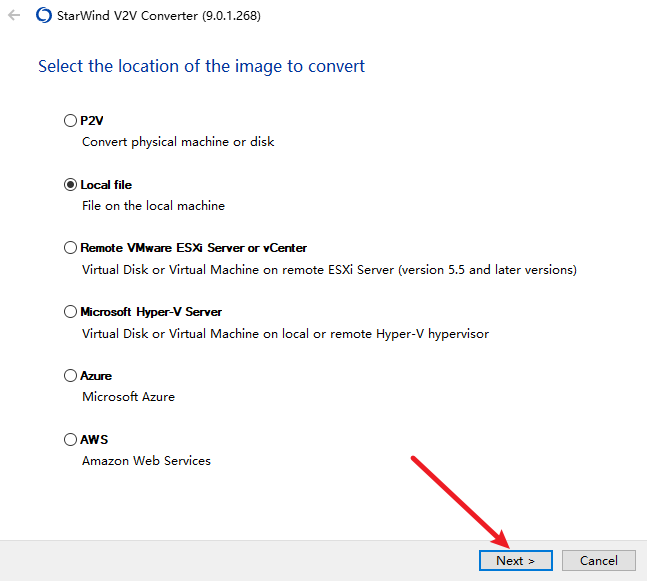 StarWind V2V Converter (9.0.1.268)
Select the location of the image to convert
P2V
Convert physical machine or disk
Local file
File on the local machine
Remote VMware ESXi Server or vCenter
Virtual Disk or Virtual Machine on remote ESXi Server (version 5.5 and later versions)
Microsoft Hyper-V Server
Virtual Disk or Virtual Machine on local or remote Hyper-V hypervisor
Azure
Microsoft Azure
AWS
Amazon Web Services
Next > Cancel